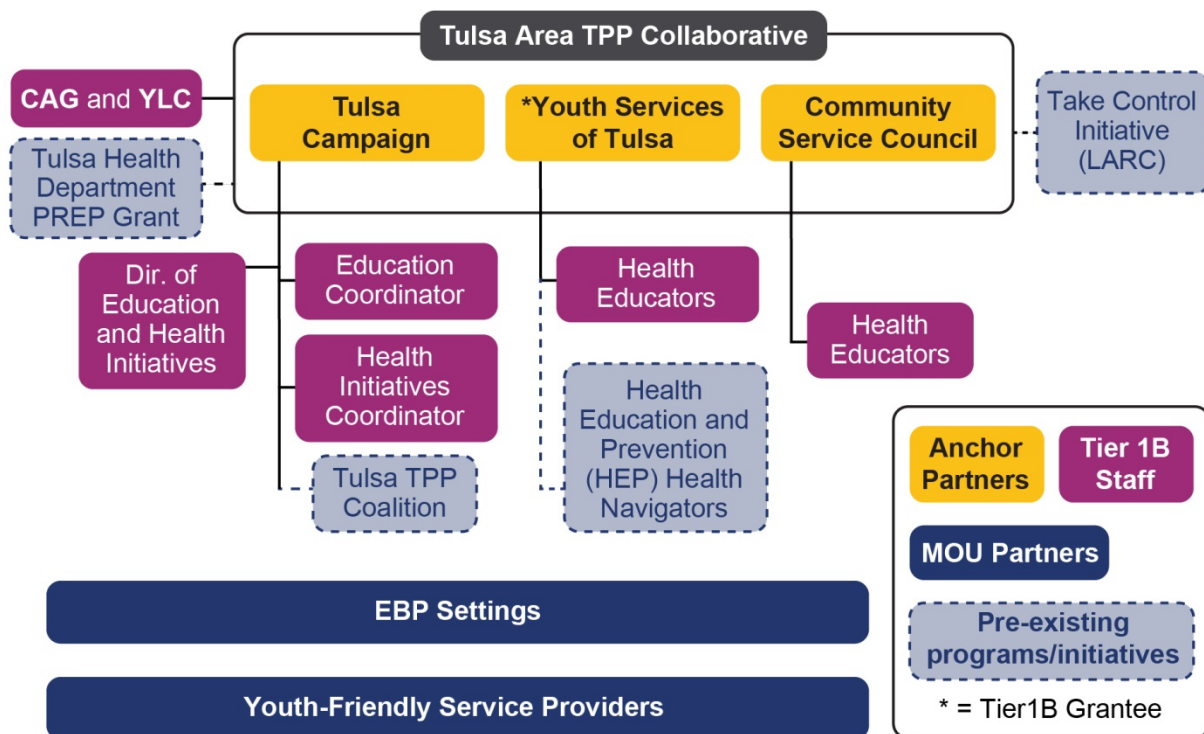 Tulsa Area TPP Collaborative
CAG and YLC
Tulsa
Campaign
*Youth Services
of Tulsa
Community
Service Council
Take Control
Initiative
(LARC)
Tulsa Health
Department
PREP Grant
Dir. of
Education
and Health
Initiatives
Education
Coordinator
Health
Initiatives
Coordinator
Tulsa TPP
Coalition
Health
Educators
Health
Education and
Prevention
(HEP) Health
Navigators
Health
Educators
EBP Settings
Youth-Friendly Service Providers
Anchor
Partners
Tier 1B
Staff
MOU Partners
Pre-existing
programs/initiatives
* = Tier1B Grantee